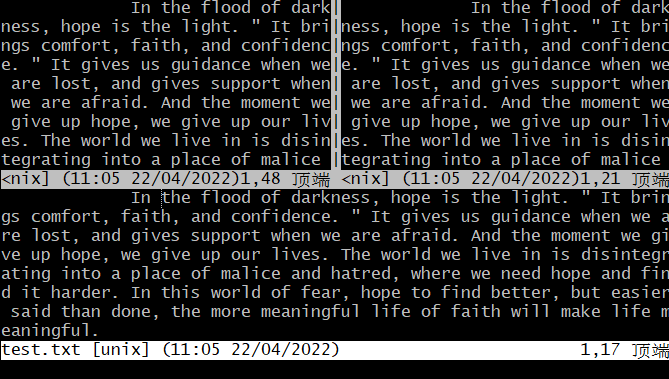 In the flood of dark
ness, hope is the light. " It bri
ngs comfort, faith, and confidenc
e. " It gives us guidance when we
are lost, and gives support when
we are afraid. And the moment we
give up hope, we give up our liv
es. The world we live in is disin
tegrating into a place of malice
<nix] (11:05 22/04/2022)1,48 顶端
In the flood of dark
ness, hope is the light. " It bri
ngs comfort, faith, and confidenc
e. " It gives us guidance when we
are lost, and gives support when
we are afraid. And the moment we
give up hope, we give up our liv
es. The world we live in is disin
tegrating into a place of malice
<nix] (11:05 22/04/2022)1,21 顶端
In the flood of darkness, hope is the light. " It brin
gs comfort, faith, and confidence. " It gives us guidance when we a
re lost, and gives support when we are afraid. And the moment we gi
ve up hope, we give up our lives. The world we live in is disintegr
ating into a place of malice and hatred, where we need hope and fin
d it harder. In this world of fear, hope to find better, but easier
said than done, the more meaningful life of faith will make life m
eaningful.
test.txt [unix] (11:05 22/04/2022) 1,17 顶端